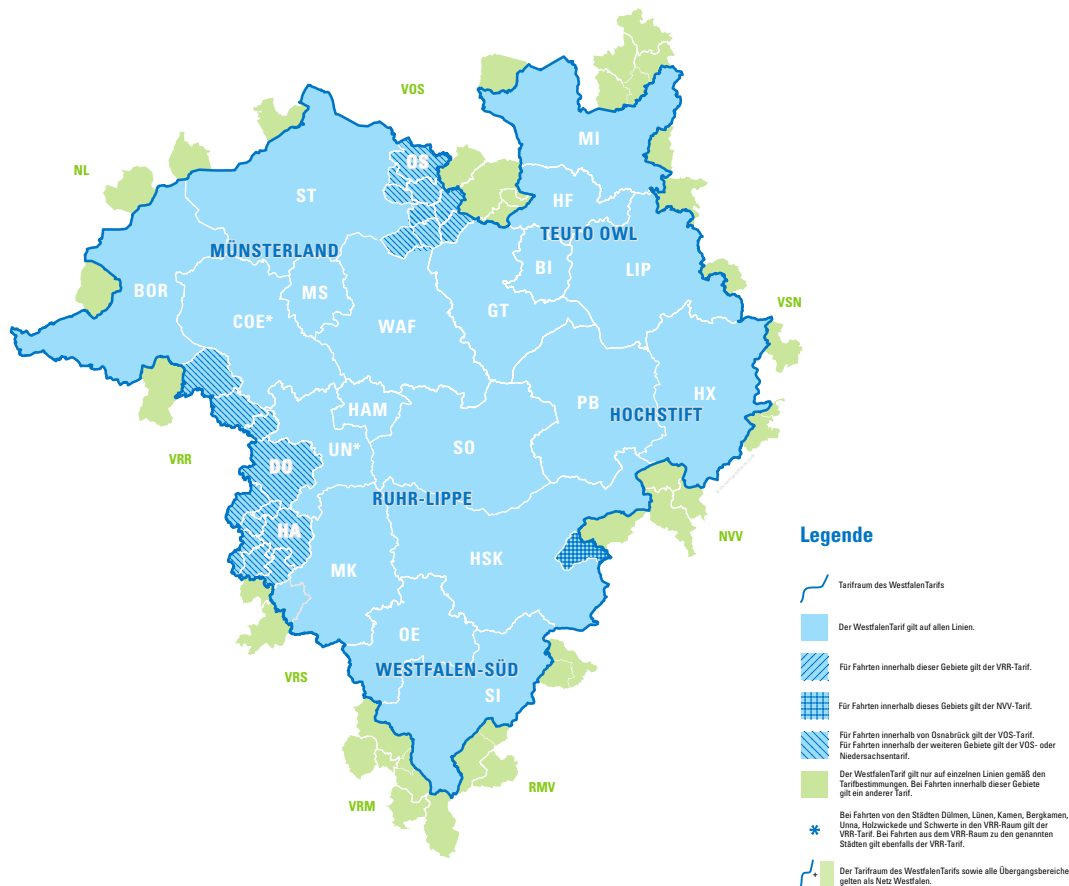 VOS
MI
NL
OS
ST
HF
TEUTO OWL
MÜNSTERLAND
BI
LIP
BOR
MS
VSN
GT
COE*
WAF
HX
PB
HAM
HOCHSTIFT
UN*
SO
VRR
DO
RUHR-LIPPE
HA
NVV
HSK
MK
OE
WESTFALEN-SÜD
VRS
SI
RMV
VRM
Legende
Tarifraum des WestfalenTarifs
Der WestfalenTarif gilt auf allen Linien.
Für Fahrten innerhalb dieser Gebiete gilt der VRR-Tarif.
Für Fahrten innerhalb dieses Gebiets gilt der NVV-Tarif.
Für Fahrten innerhalb von Osnabrück gilt der VOS-Tarif.
Für Fahrten innerhalb der weiteren Gebiete gilt der VOS- oder
Niedersachsentarif.
Der WestfalenTarif gilt nur auf einzelnen Linien gemäß den
Tarifbestimmungen. Bei Fahrten innerhalb dieser Gebiete
gilt ein anderer Tarif.
* Bei Fahrten von den Städten Dülmen, Lünen, Kamen, Bergkamen,
Unna, Holzwickede und Schwerte in den VRR-Raum gilt der
VRR-Tarif. Bei Fahrten aus dem VRR-Raum zu den genannten
Städten gilt ebenfalls der VRR-Tarif.
+ Der Tarifraum des WestfalenTarifs sowie alle Übergangsbereiche
gelten als Netz Westfalen.